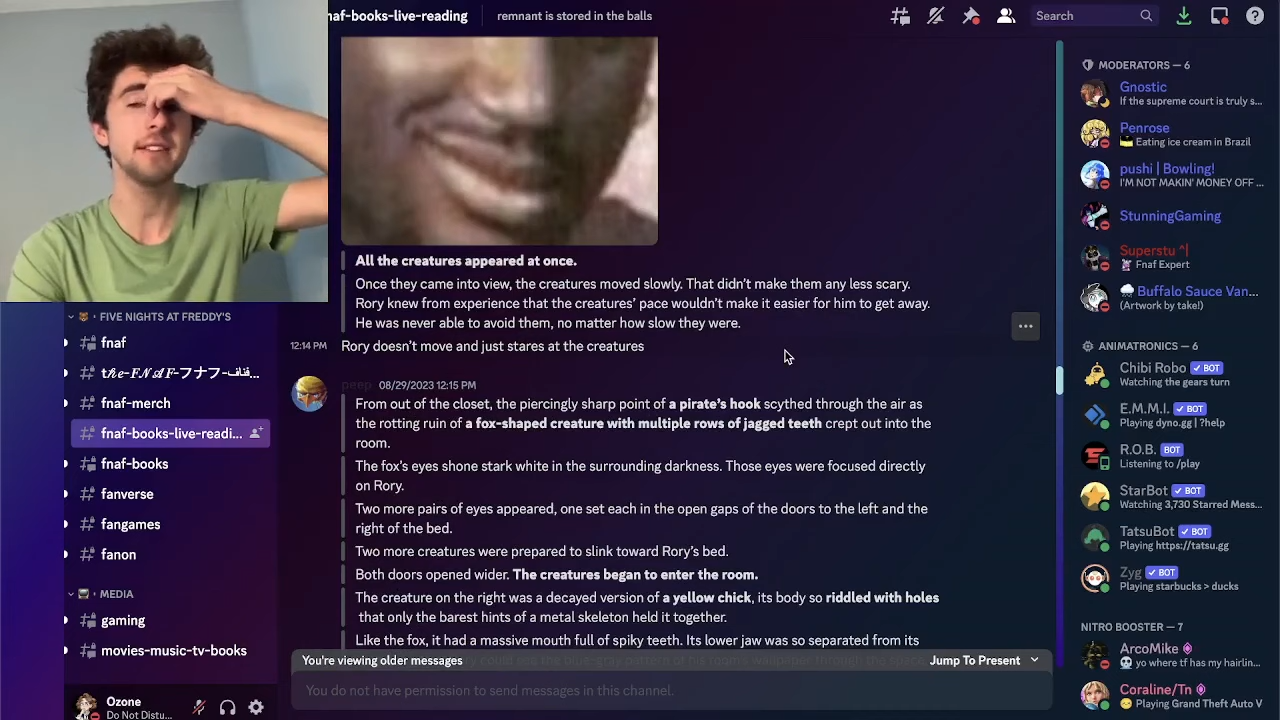 fnaf-books-live-reading
remnant is stored in the balls
Search
All the creatures appeared at once.
Once they came into view, the creatures moved slowly. That didn't make them any less scary.
Rory knew from experience that the creatures' pace wouldn't make it easier for him to get away.
He was never able to avoid them, no matter how slow they were.
12:14 PM
Rory doesn't move and just stares at the creatures
peep 08/29/2023 12:15 PM
From out of the closet, the piercingly sharp point of a pirate's hook scythed through the air as
the rotting ruin of a fox-shaped creature with multiple rows of jagged teeth crept out into the
room.
The fox's eyes shone stark white in the surrounding darkness. Those eyes were focused directly
on Rory.
Two more pairs of eyes appeared, one set each in the open gaps of the doors to the left and the
right of the bed.
Two more creatures were prepared to slink toward Rory's bed.
Both doors opened wider. The creatures began to enter the room.
The creature on the right was a decayed version of a yellow chick, its body so riddled with holes
that only the barest hints of a metal skeleton held it together.
Like the fox, it had a massive mouth full of spiky teeth. Its lower jaw was so separated from its
You're viewing older messages
Jump To Present
You do not have permission to send messages in this channel.
FIVE NIGHTS AT FREDDY'S
fnaf
fnaf-merch
fnaf-books-live-readi...
fnaf-books
fanverse
fangames
fanon
MEDIA
gaming
movies-music-tv-books
Ozone
Do Not Distu...
MODERATORS — 6
Gnostic
If the supreme court is truly s...
Penrose
Eating ice cream in Brazil
pushi | Bowling!
I'M NOT MAKIN' MONEY OFF ...
StunningGaming
Superstu ^|
Fnaf Expert
Buffalo Sauce Van...
(Artwork by take!)
ANIMATRONICS — 6
Chibi Robo ✓ BOT
Watching the gears turn
E.M.M.I. ✓ BOT
Playing dyno.gg | ?help
R.O.B. BOT
Listening to /play
StarBot ✓ BOT
Watching 3,730 Starred Mess...
TatsuBot ✓ BOT
Playing https://tatsu.gg
Zyg ✓ BOT
Playing starbucks > ducks
NITRO BOOSTER — 7
ArcoMike
yo where tf has my hairlin...
Coraline/Tn
Playing Grand Theft Auto V